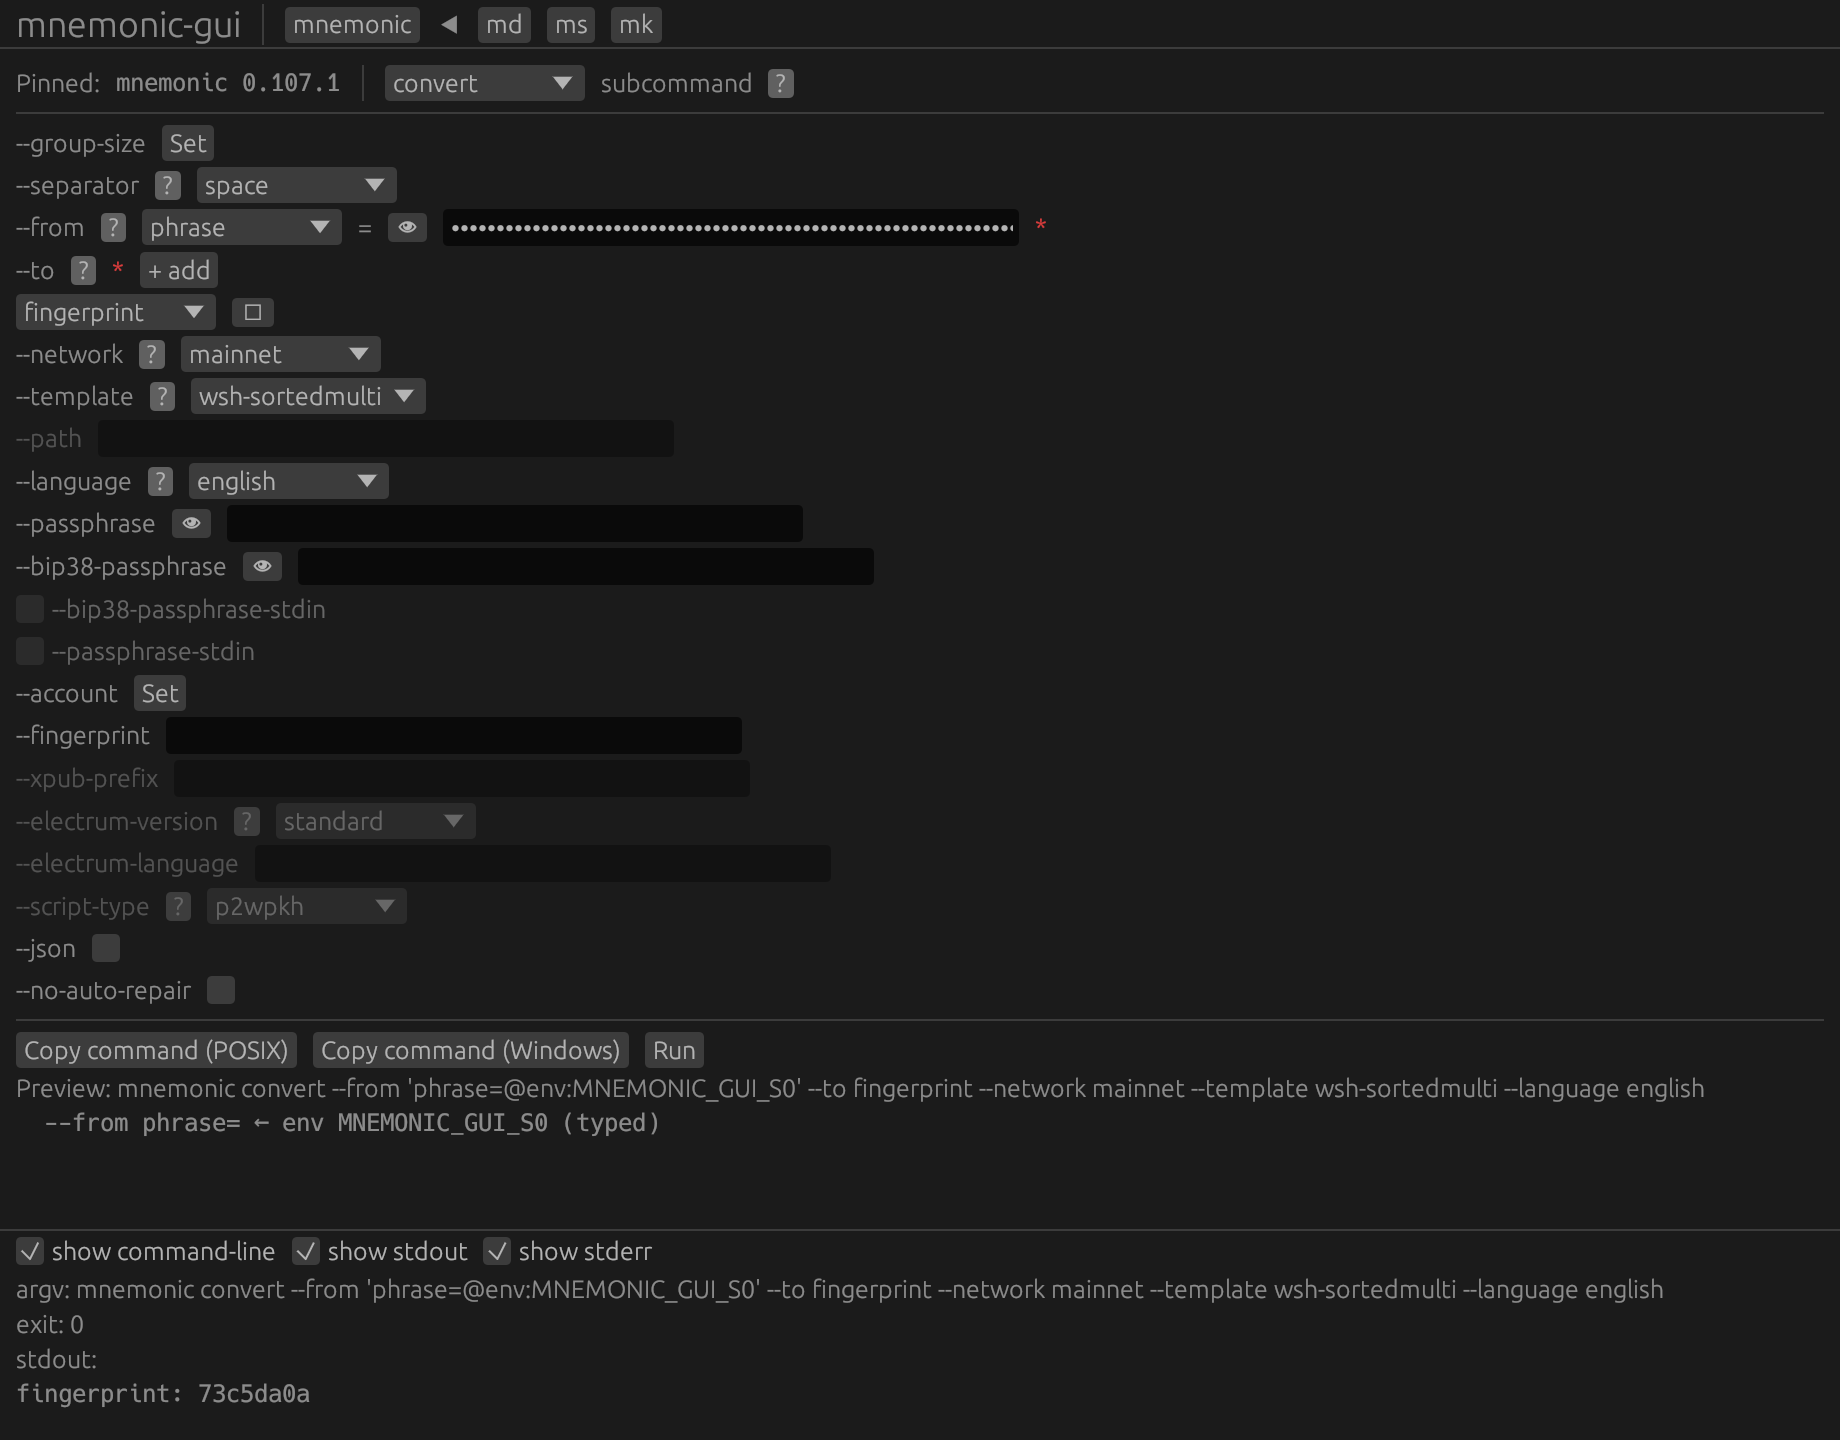 mnemonic-gui mnemonic ◀ md ms mk
Pinned: mnemonic 0.107.1 convert ▼ subcommand ?
--group-size Set
--separator ? space ▼
--from ? phrase ▼ = 👁 •••••••••••••••••••••••••••••••••••••••••••••••••••••••••••••••• *
--to ? * + add
fingerprint ▼ □
--network ? mainnet ▼
--template ? wsh-sortedmulti ▼
--path
--language ? english ▼
--passphrase 👁
--bip38-passphrase 👁
--bip38-passphrase-stdin
--passphrase-stdin
--account Set
--fingerprint
--xpub-prefix
--electrum-version ? standard ▼
--electrum-language
--script-type ? p2wpkh ▼
--json
--no-auto-repair
Copy command (POSIX) Copy command (Windows) Run
Preview: mnemonic convert --from 'phrase=@env:MNEMONIC_GUI_S0' --to fingerprint --network mainnet --template wsh-sortedmulti --language english
--from phrase= ← env MNEMONIC_GUI_S0 (typed)
✓ show command-line ✓ show stdout ✓ show stderr
argv: mnemonic convert --from 'phrase=@env:MNEMONIC_GUI_S0' --to fingerprint --network mainnet --template wsh-sortedmulti --language english
exit: 0
stdout:
fingerprint: 73c5da0a